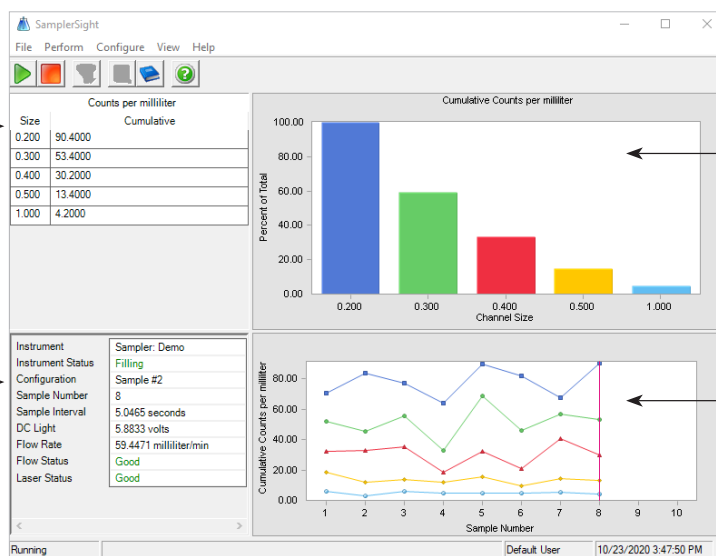 SamplerSight
File Perform Configure View Help
Counts per milliliter
Size Cumulative
0.200 90.4000
0.300 53.4000
0.400 30.2000
0.500 13.4000
1.000 4.2000
Cumulative Counts per milliliter
Percent of Total
100.00
80.00
60.00
40.00
20.00
0.00
0.200 0.300 0.400 0.500 1.000
Channel Size
Instrument Sampler: Demo
Instrument Status Filling
Configuration Sample #2
Sample Number 8
Sample Interval 5.0465 seconds
DC Light 5.8833 volts
Flow Rate 59.4471 milliliter/min
Flow Status Good
Laser Status Good
Cumulative Counts per milliliter
80.00
60.00
40.00
20.00
0.00
1 2 3 4 5 6 7 8 9 10
Sample Number
Running Default User 10/23/2020 3:47:50 PM